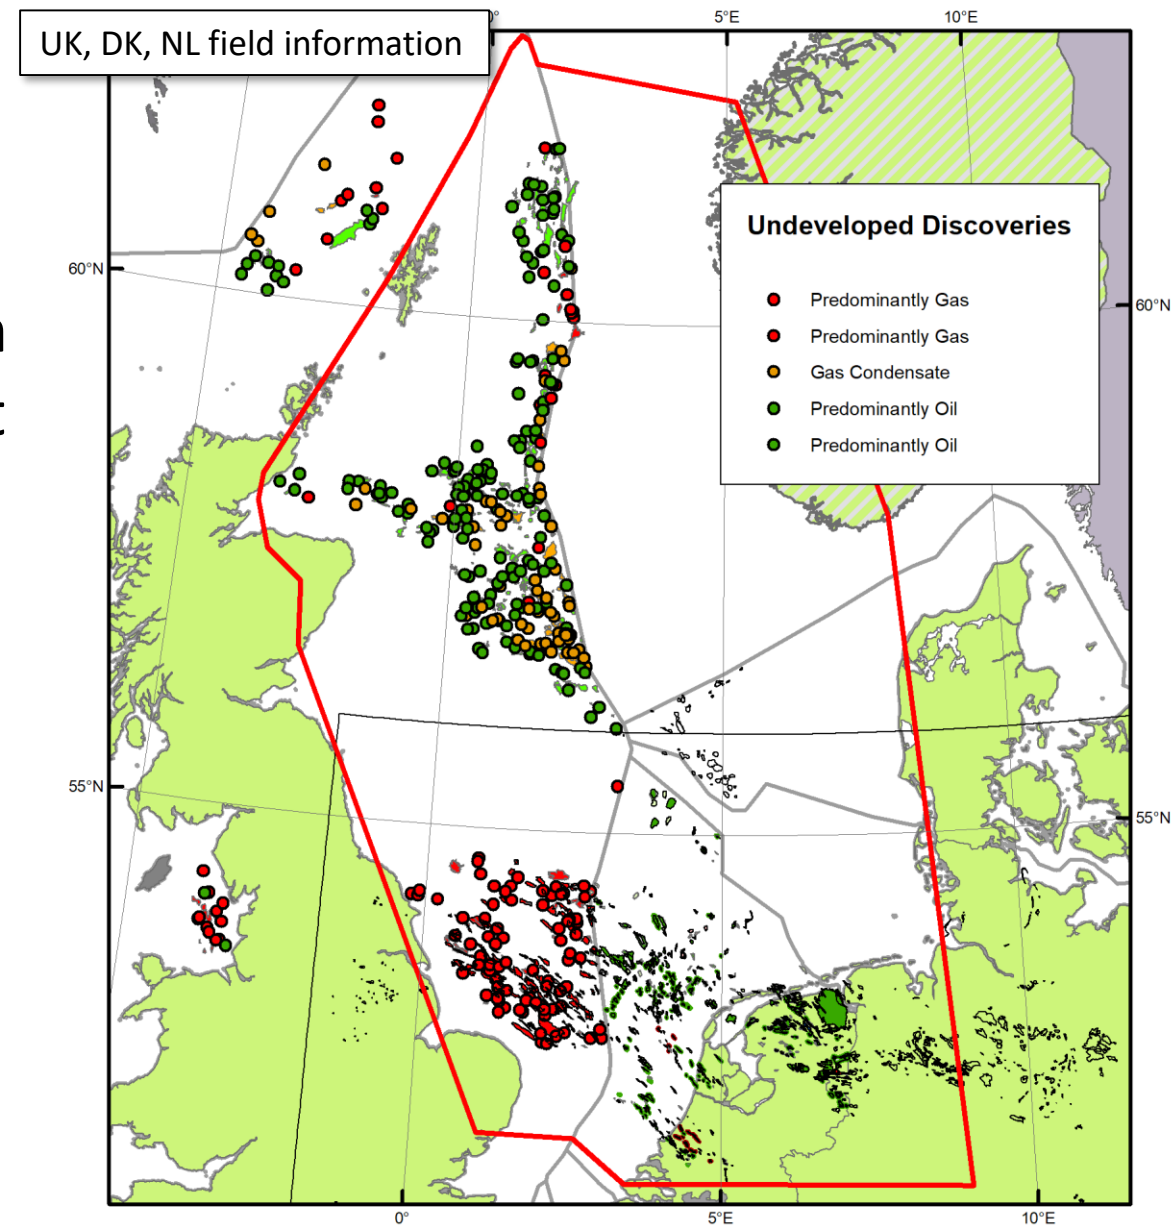 UK, DK, NL field information
0°
5°E
10°E
Undeveloped Discoveries
Predominantly Gas
Predominantly Gas
Gas Condensate
Predominantly Oil
Predominantly Oil
60°N
60°N
55°N
55°N
0°
5°E
10°E